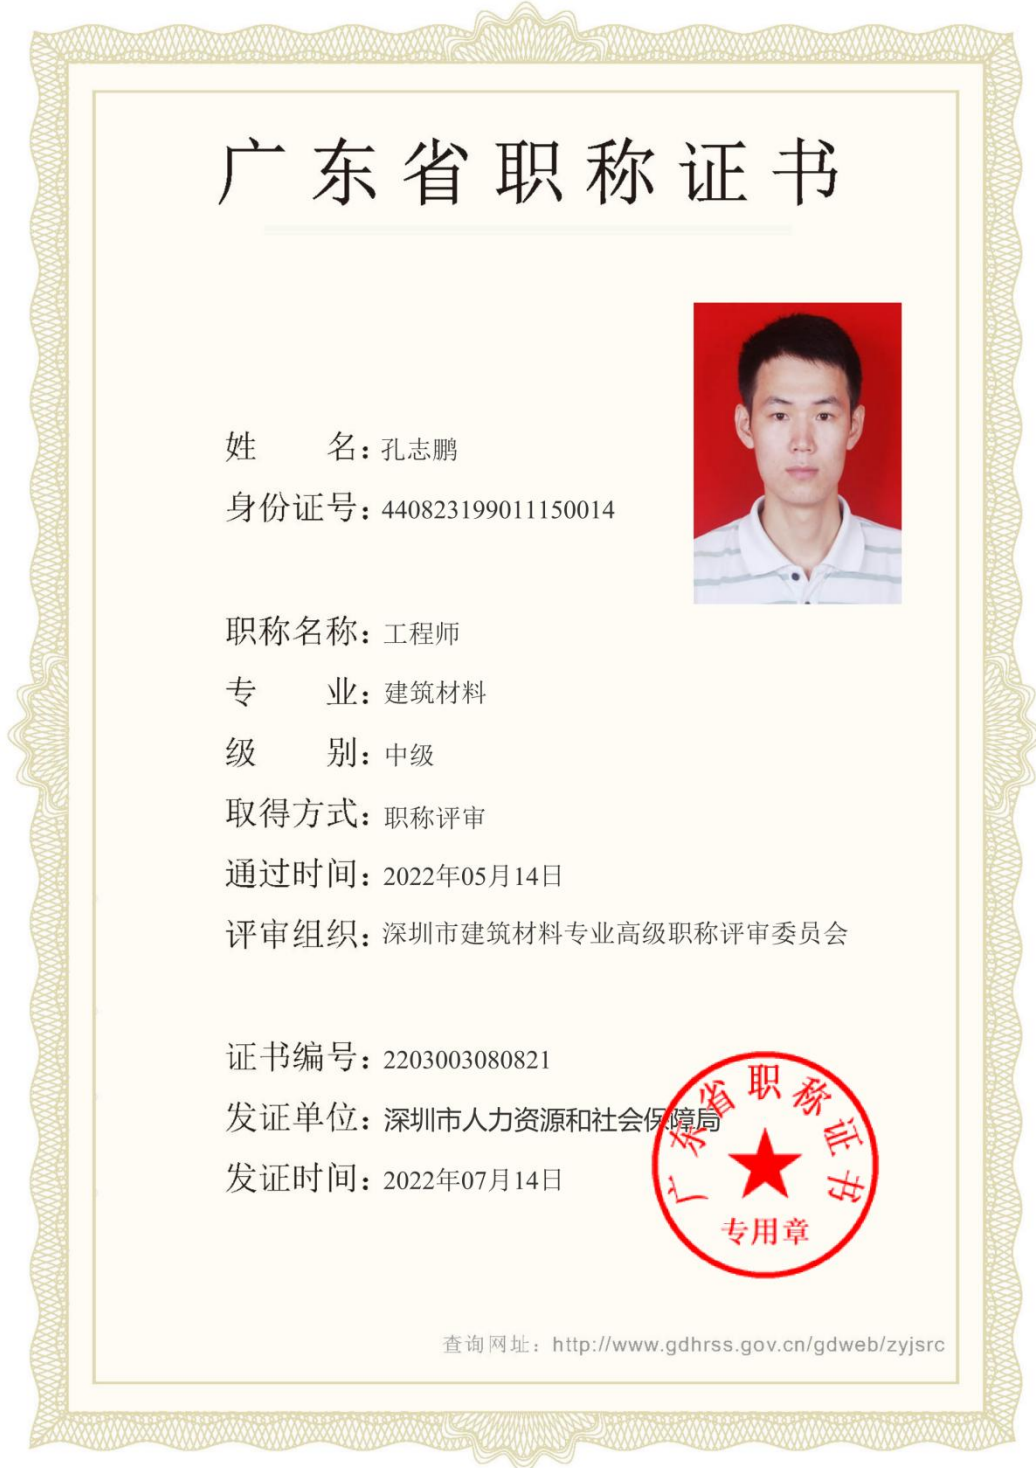 广东省职称证书
姓 名：孔志鹏
身份证号：440823199011150014
职称名称：工程师
专 业：建筑材料
级 别：中级
取得方式：职称评审
通过时间：2022年05月14日
评审组织：深圳市建筑材料专业高级职称评审委员会
证书编号：2203003080821
发证单位：深圳市人力资源和社会保障局
发证时间：2022年07月14日
广东省职称证书
专用章
查询网址：http://www.gdhrss.gov.cn/gdweb/zyjsrc